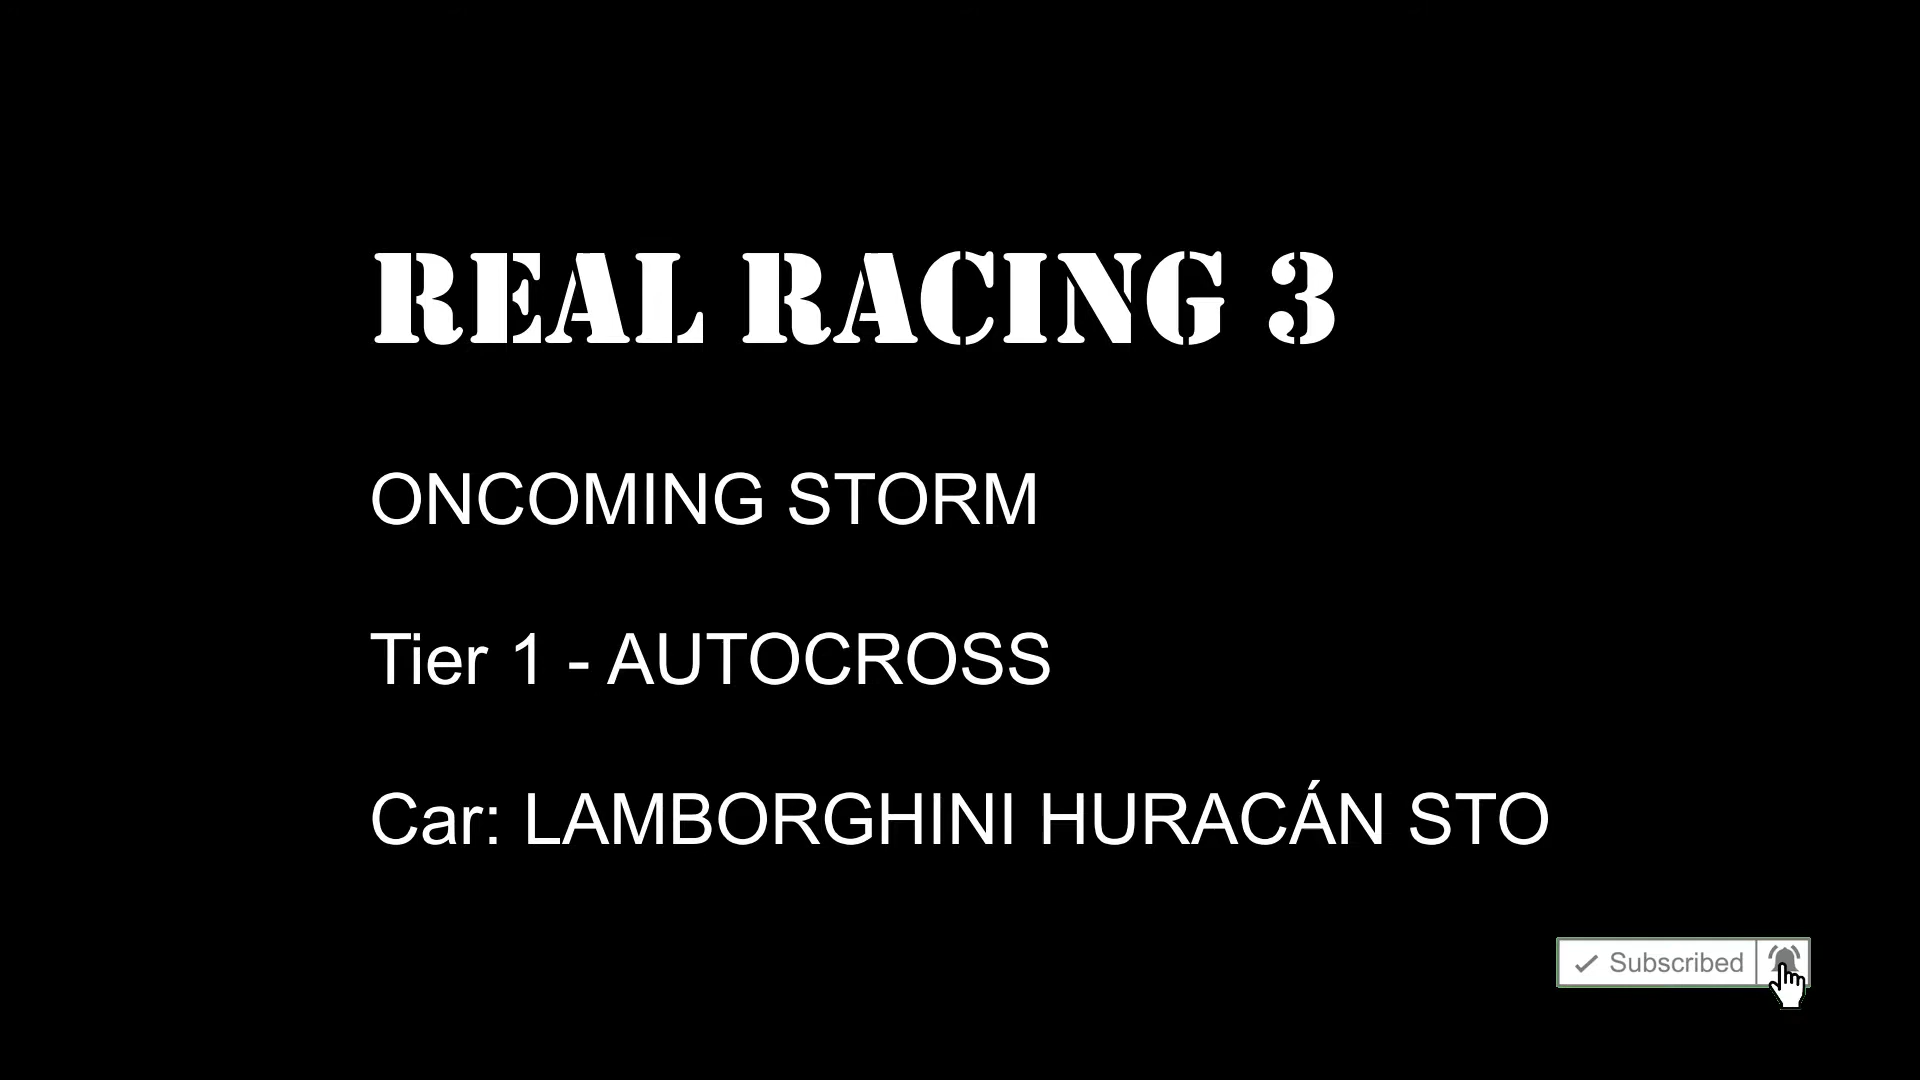 REAL RACING 3
ONCOMING STORM
Tier 1 - AUTOCROSS
Car: LAMBORGHINI HURACÁN STO
Subscribed